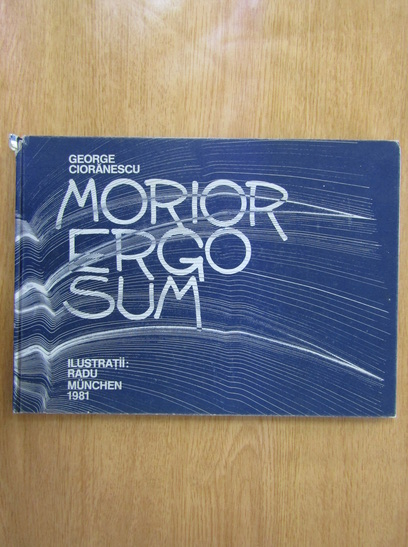 GEORGE
CIORĂNESCU
MORIOR
ERGO
SUM
ILUSTRAȚII:
RADU
MÜNCHEN
1981